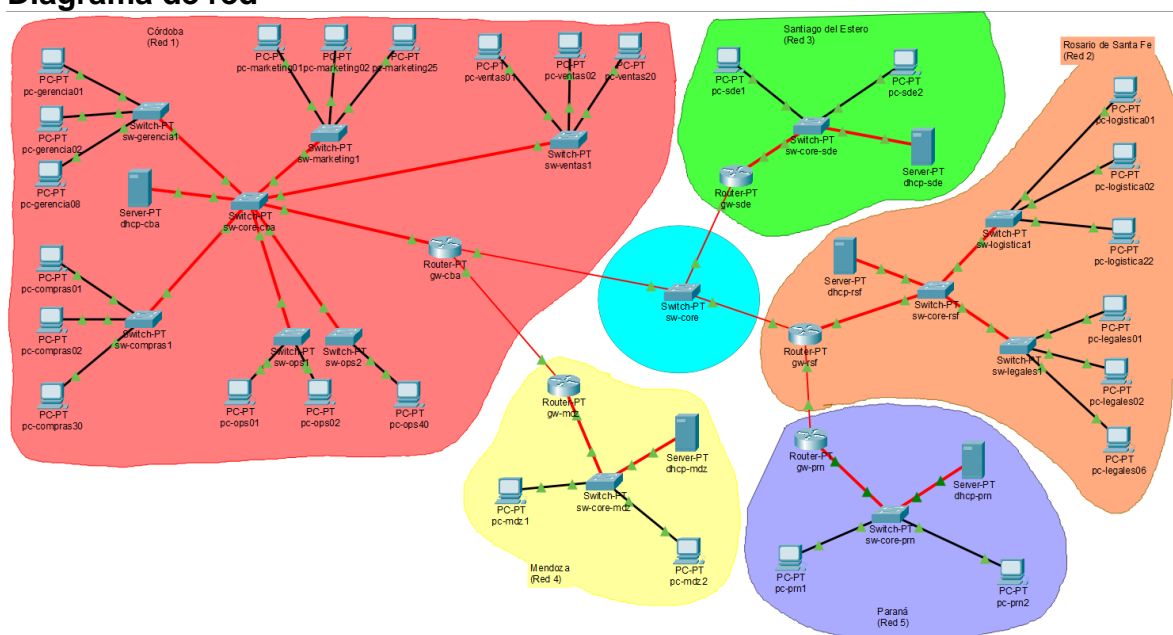 Diagrama de red
Córdoba
(Red 1)
PC-PT
pc-gerencia01
PC-PT
pc-gerencia02
PC-PT
pc-gerencia08
Switch-PT
sw-gerencia1
PC-PT
pc-marketing01
PC-PT
pc-marketing02
PC-PT
pc-marketing25
Switch-PT
sw-marketing1
PC-PT
pc-ventas01
PC-PT
pc-ventas02
PC-PT
pc-ventas20
Switch-PT
sw-ventas1
Server-PT
dhcp-cba
Switch-PT
sw-core-cba
Router-PT
gw-cba
PC-PT
pc-compras01
PC-PT
pc-compras02
PC-PT
pc-compras30
Switch-PT
sw-compras1
Switch-PT
sw-ops1
Switch-PT
sw-ops2
PC-PT
pc-ops01
PC-PT
pc-ops02
PC-PT
pc-ops40
Santiago del Estero
(Red 3)
PC-PT
pc-sde1
PC-PT
pc-sde2
Switch-PT
sw-core-sde
Server-PT
dhcp-sde
Router-PT
gw-sde
Switch-PT
sw-core
Rosario de Santa Fe
(Red 2)
PC-PT
pc-logistica01
PC-PT
pc-logistica02
PC-PT
pc-logistica22
Switch-PT
sw-logistica1
Server-PT
dhcp-rsf
Switch-PT
sw-core-rsf
Router-PT
gw-rsf
Switch-PT
sw-legales1
PC-PT
pc-legales01
PC-PT
pc-legales02
PC-PT
pc-legales06
Router-PT
gw-mdz
Server-PT
dhcp-mdz
Switch-PT
sw-core-mdz
PC-PT
pc-mdz1
PC-PT
pc-mdz2
Mendoza
(Red 4)
Router-PT
gw-prn
Server-PT
dhcp-prn
Switch-PT
sw-core-prn
PC-PT
pc-prn1
PC-PT
pc-prn2
Paraná
(Red 5)